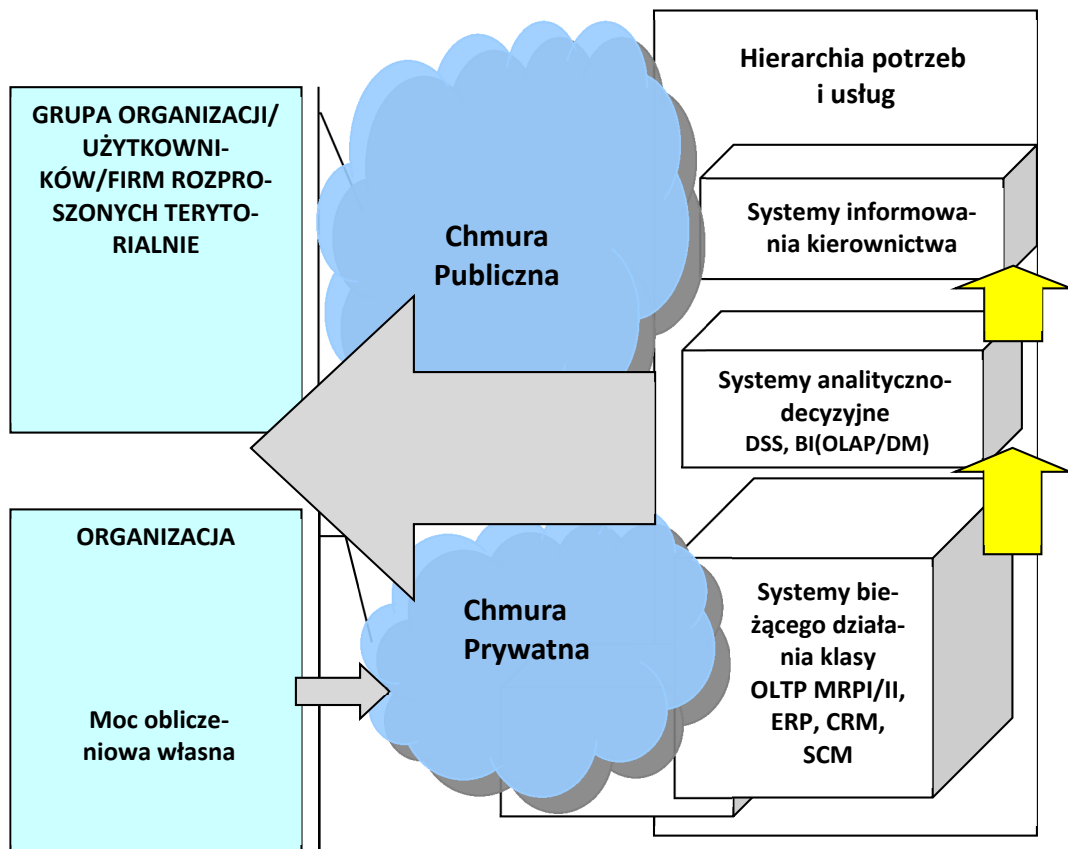 GRUPA ORGANIZACJI/
UŻYTKOWNI-
KÓW/FIRM ROZPRO-
SZONYCH TERYTO-
RIALNIE
ORGANIZACJA
Moc oblicze-
niowa własna
Chmura
Publiczna
Chmura
Prywatna
Hierarchia potrzeb
i usług
Systemy informowa-
nia kierownictwa
Systemy analityczno-
decyzyjne
DSS, BI(OLAP/DM)
Systemy bie-
żącego działa-
nia klasy
OLTP MRPI/II,
ERP, CRM,
SCM